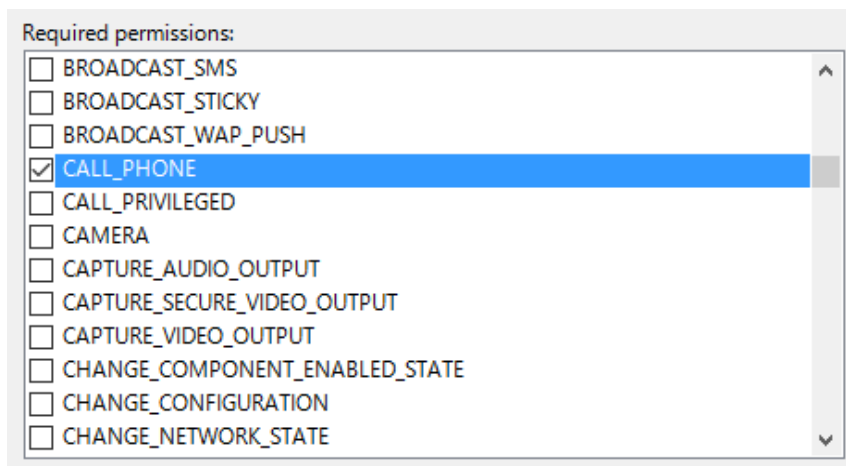 Required permissions:
BROADCAST_SMS
BROADCAST_STICKY
BROADCAST_WAP_PUSH
CALL_PHONE
CALL_PRIVILEGED
CAMERA
CAPTURE_AUDIO_OUTPUT
CAPTURE_SECURE_VIDEO_OUTPUT
CAPTURE_VIDEO_OUTPUT
CHANGE_COMPONENT_ENABLED_STATE
CHANGE_CONFIGURATION
CHANGE_NETWORK_STATE